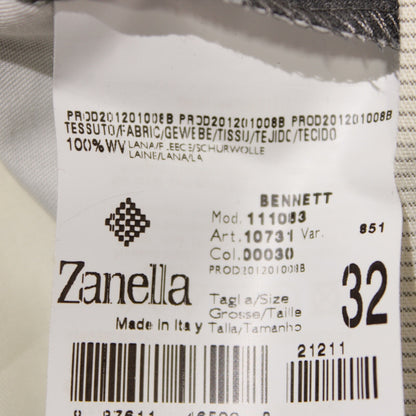 PROD201201008B PROD201201008B PROD201201008B
TESSUTO/FABRIC/GEWEBE/TISSU/TEJIDO/TECIDO
100%WV LANA/FLEECE/SCHURWOLLE
LAINE/LANA/LA
BENNETT
Mod. 111083
Art. 10731 Var. 851
Col. 00030
PROD201201008B
Zanella
Taglia/Size
Grosse/Taille
Made in Italy Talla/Tamanho
32
21211